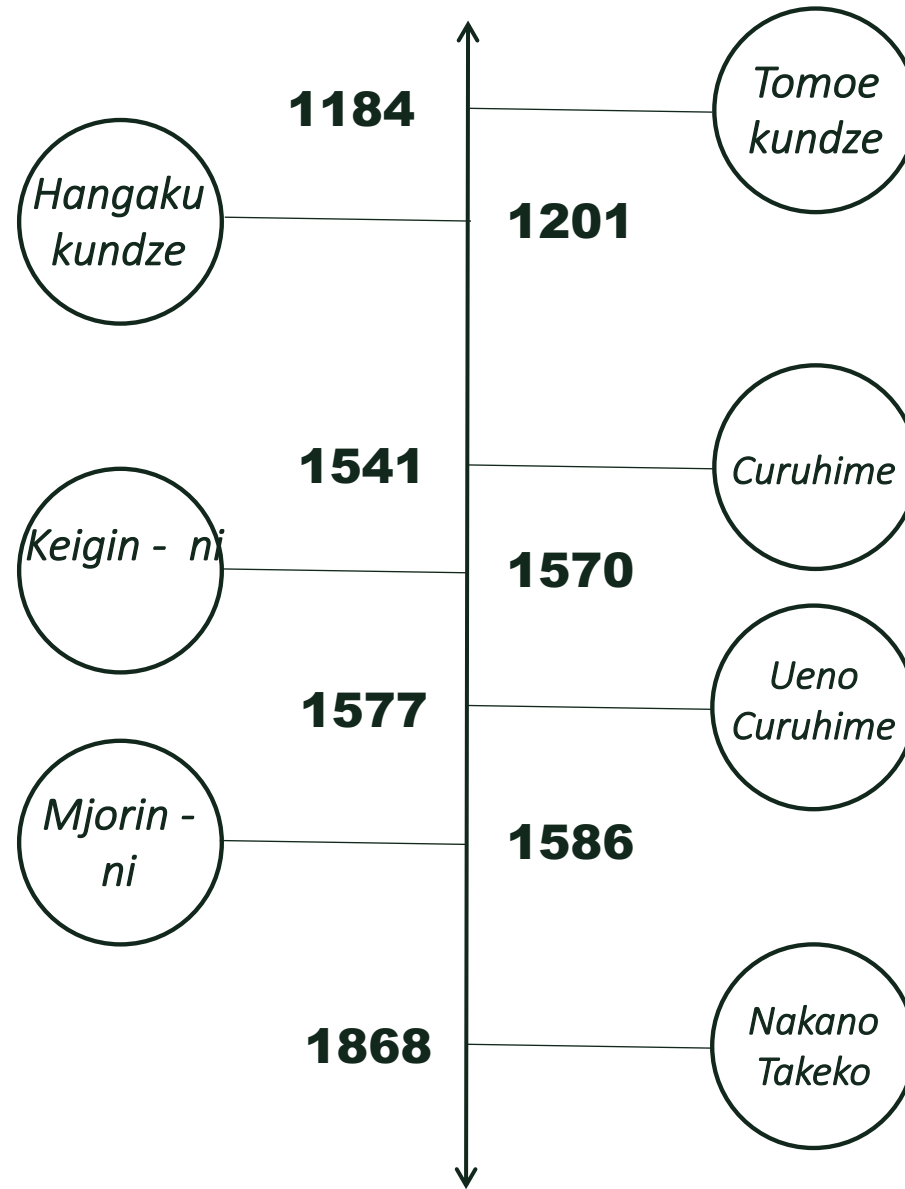 1184
Tomoe
kundze
Hangaku
kundze
1201
1541
Curuhime
Keigin - ni
1570
1577
Ueno
Curuhime
Mjorin -
ni
1586
1868
Nakano
Takeko